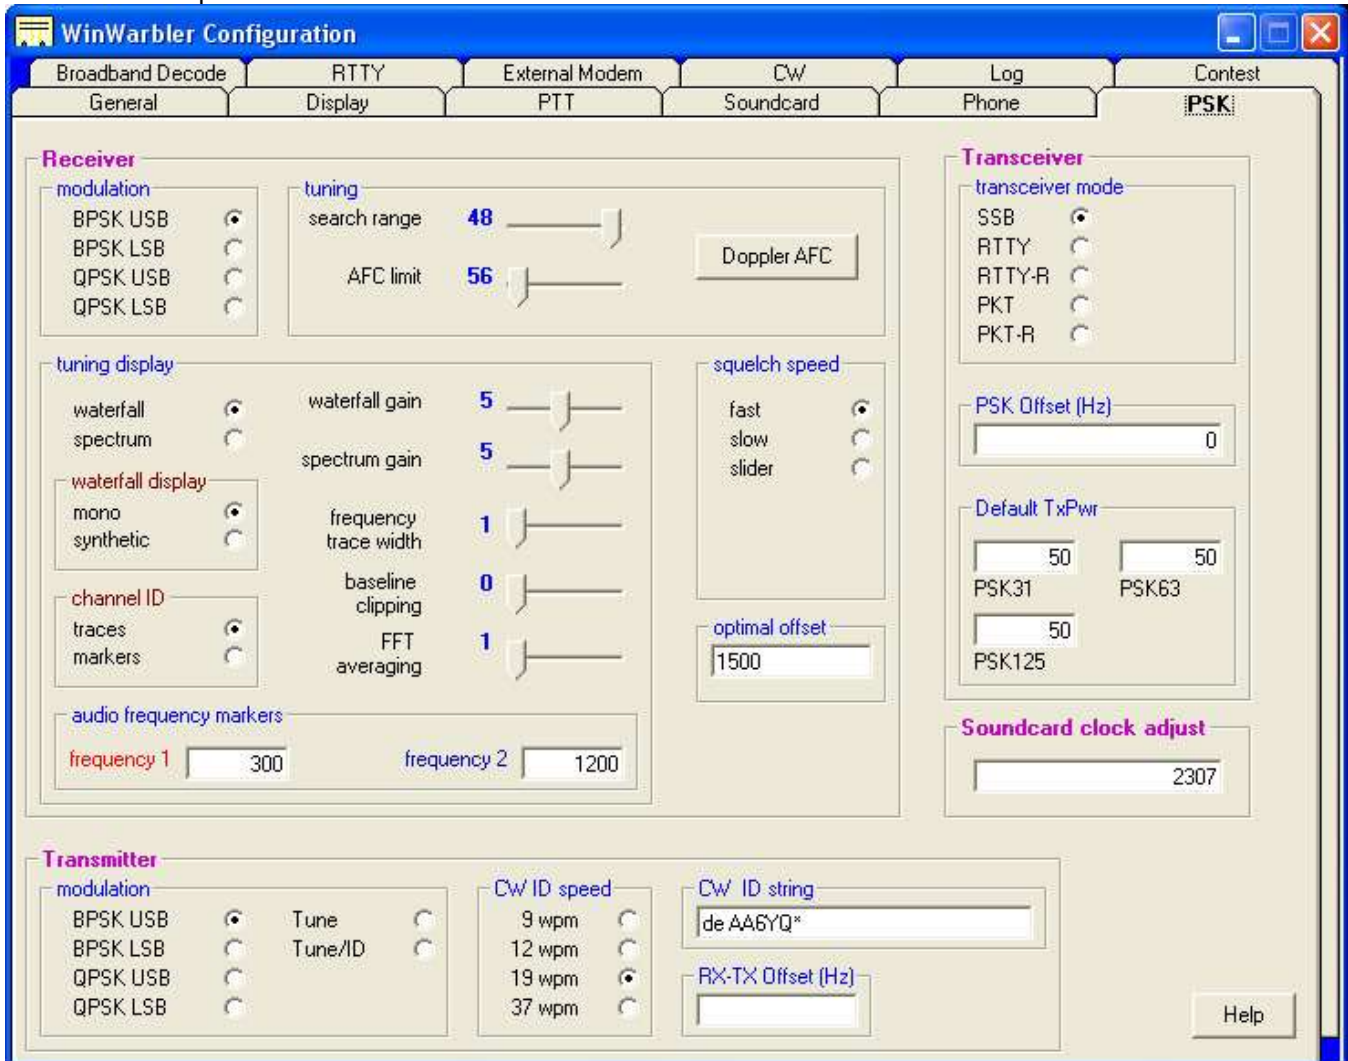 WinWarbler Configuration
Broadband Decode RTTY External Modem CW Log Contest
General Display PTT Soundcard Phone PSK
Receiver
modulation
BPSK USB
BPSK LSB
QPSK USB
QPSK LSB
tuning
search range 48
AFC limit 56
Doppler AFC
tuning display
waterfall
spectrum
waterfall display
mono
synthetic
channel ID
traces
markers
waterfall gain 5
spectrum gain 5
frequency
trace width 1
baseline
clipping 0
FFT
averaging 1
audio frequency markers
frequency 1 300 frequency 2 1200
squelch speed
fast
slow
slider
optimal offset
1500
Transceiver
transceiver mode
SSB
RTTY
RTTY-R
PKT
PKT-R
PSK Offset (Hz)
0
Default TxPwr
50 50
PSK31 PSK63
50
PSK125
Soundcard clock adjust
2307
Transmitter
modulation
BPSK USB Tune
BPSK LSB Tune/ID
QPSK USB
QPSK LSB
CW ID speed
9 wpm
12 wpm
19 wpm
37 wpm
CW ID string
de AA6YQ*
RX-TX Offset (Hz)
Help